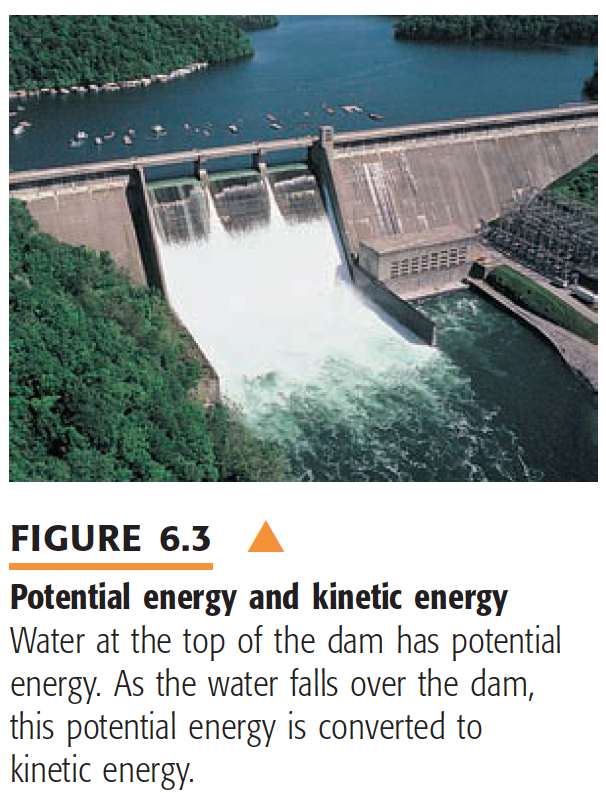 FIGURE 6.3
Potential energy and kinetic energy
Water at the top of the dam has potential
energy. As the water falls over the dam,
this potential energy is converted to
kinetic energy.